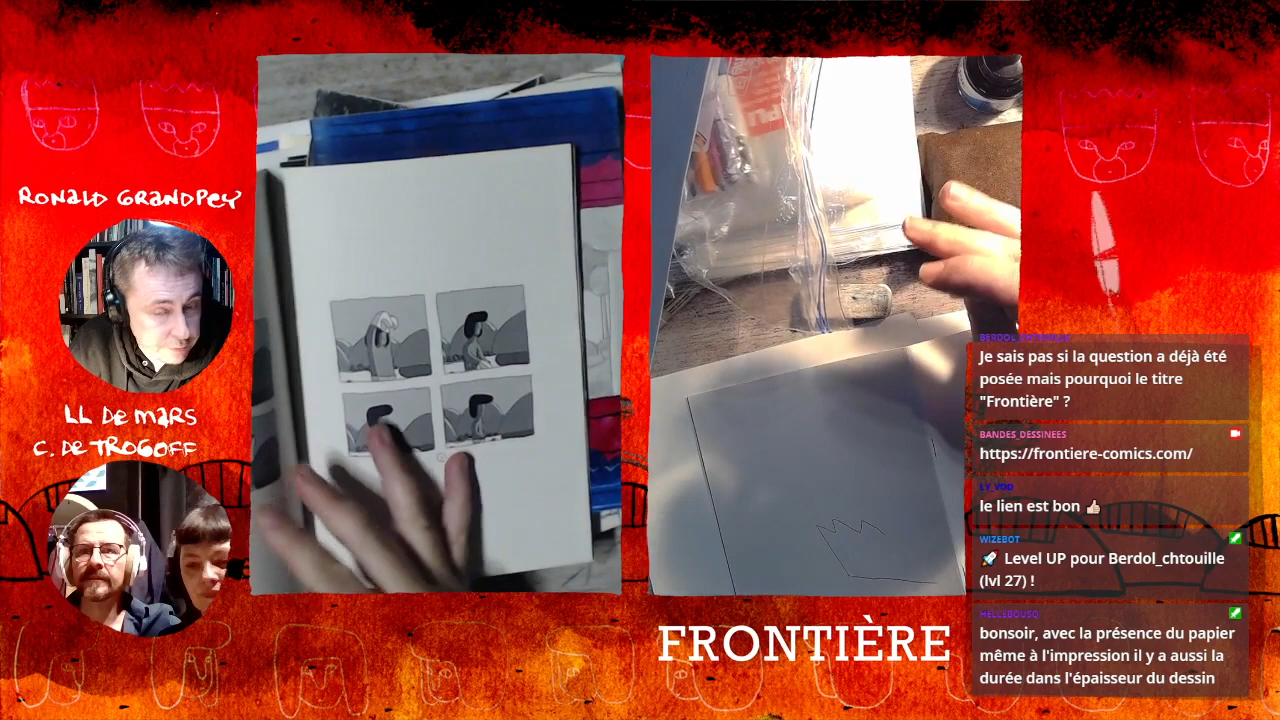 RONALD GRANDPEY
LL DE MARS
C. DE TROGOFF
FRONTIÈRE
Je sais pas si la question a déjà été
posée mais pourquoi le titre
"Frontière" ?
BANDES_DESSINEES
https://frontiere-comics.com/
LY_VOD
le lien est bon 👍🏻
WIZEBOT
🚀 Level UP pour Berdol_chtouille
(lvl 27) !
HELLEBOUSQ
bonsoir, avec la présence du papier
même à l'impression il y a aussi la
durée dans l'épaisseur du dessin